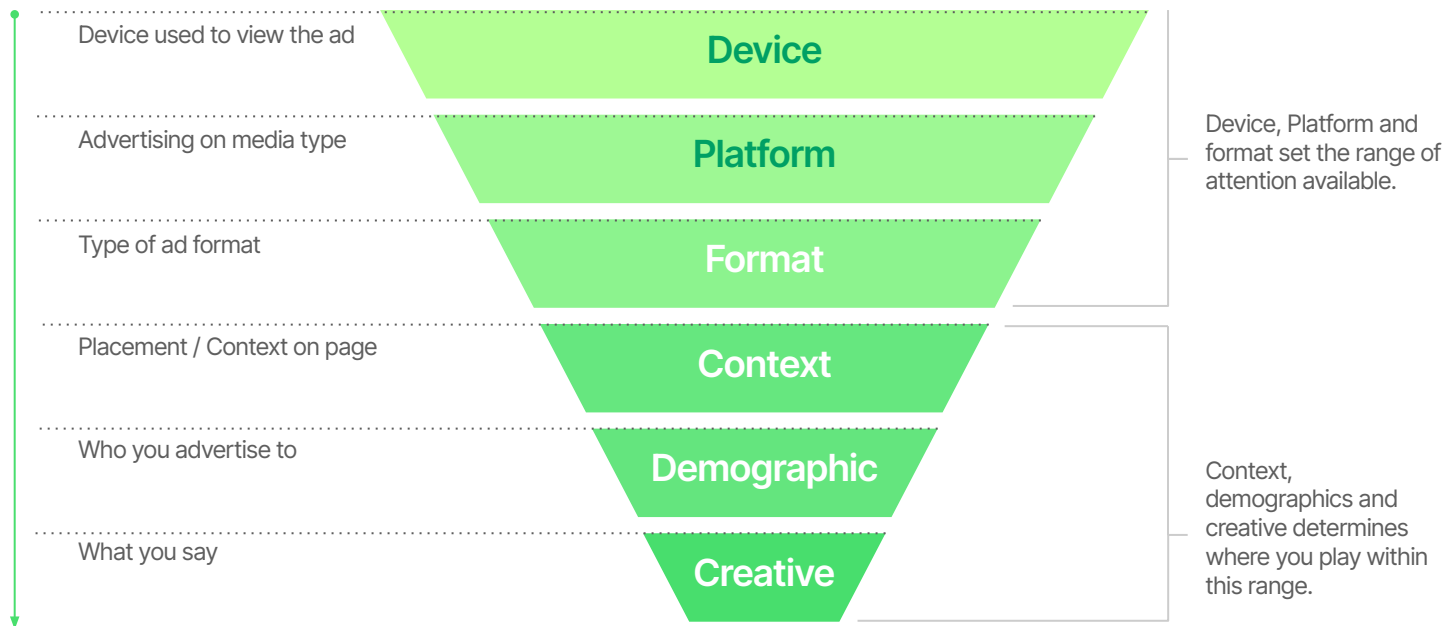 Device used to view the ad
Device
Advertising on media type
Platform
Type of ad format
Format
Device, Platform and
format set the range of
attention available.
Placement / Context on page
Context
Who you advertise to
Demographic
What you say
Creative
Context,
demographics and
creative determines
where you play within
this range.